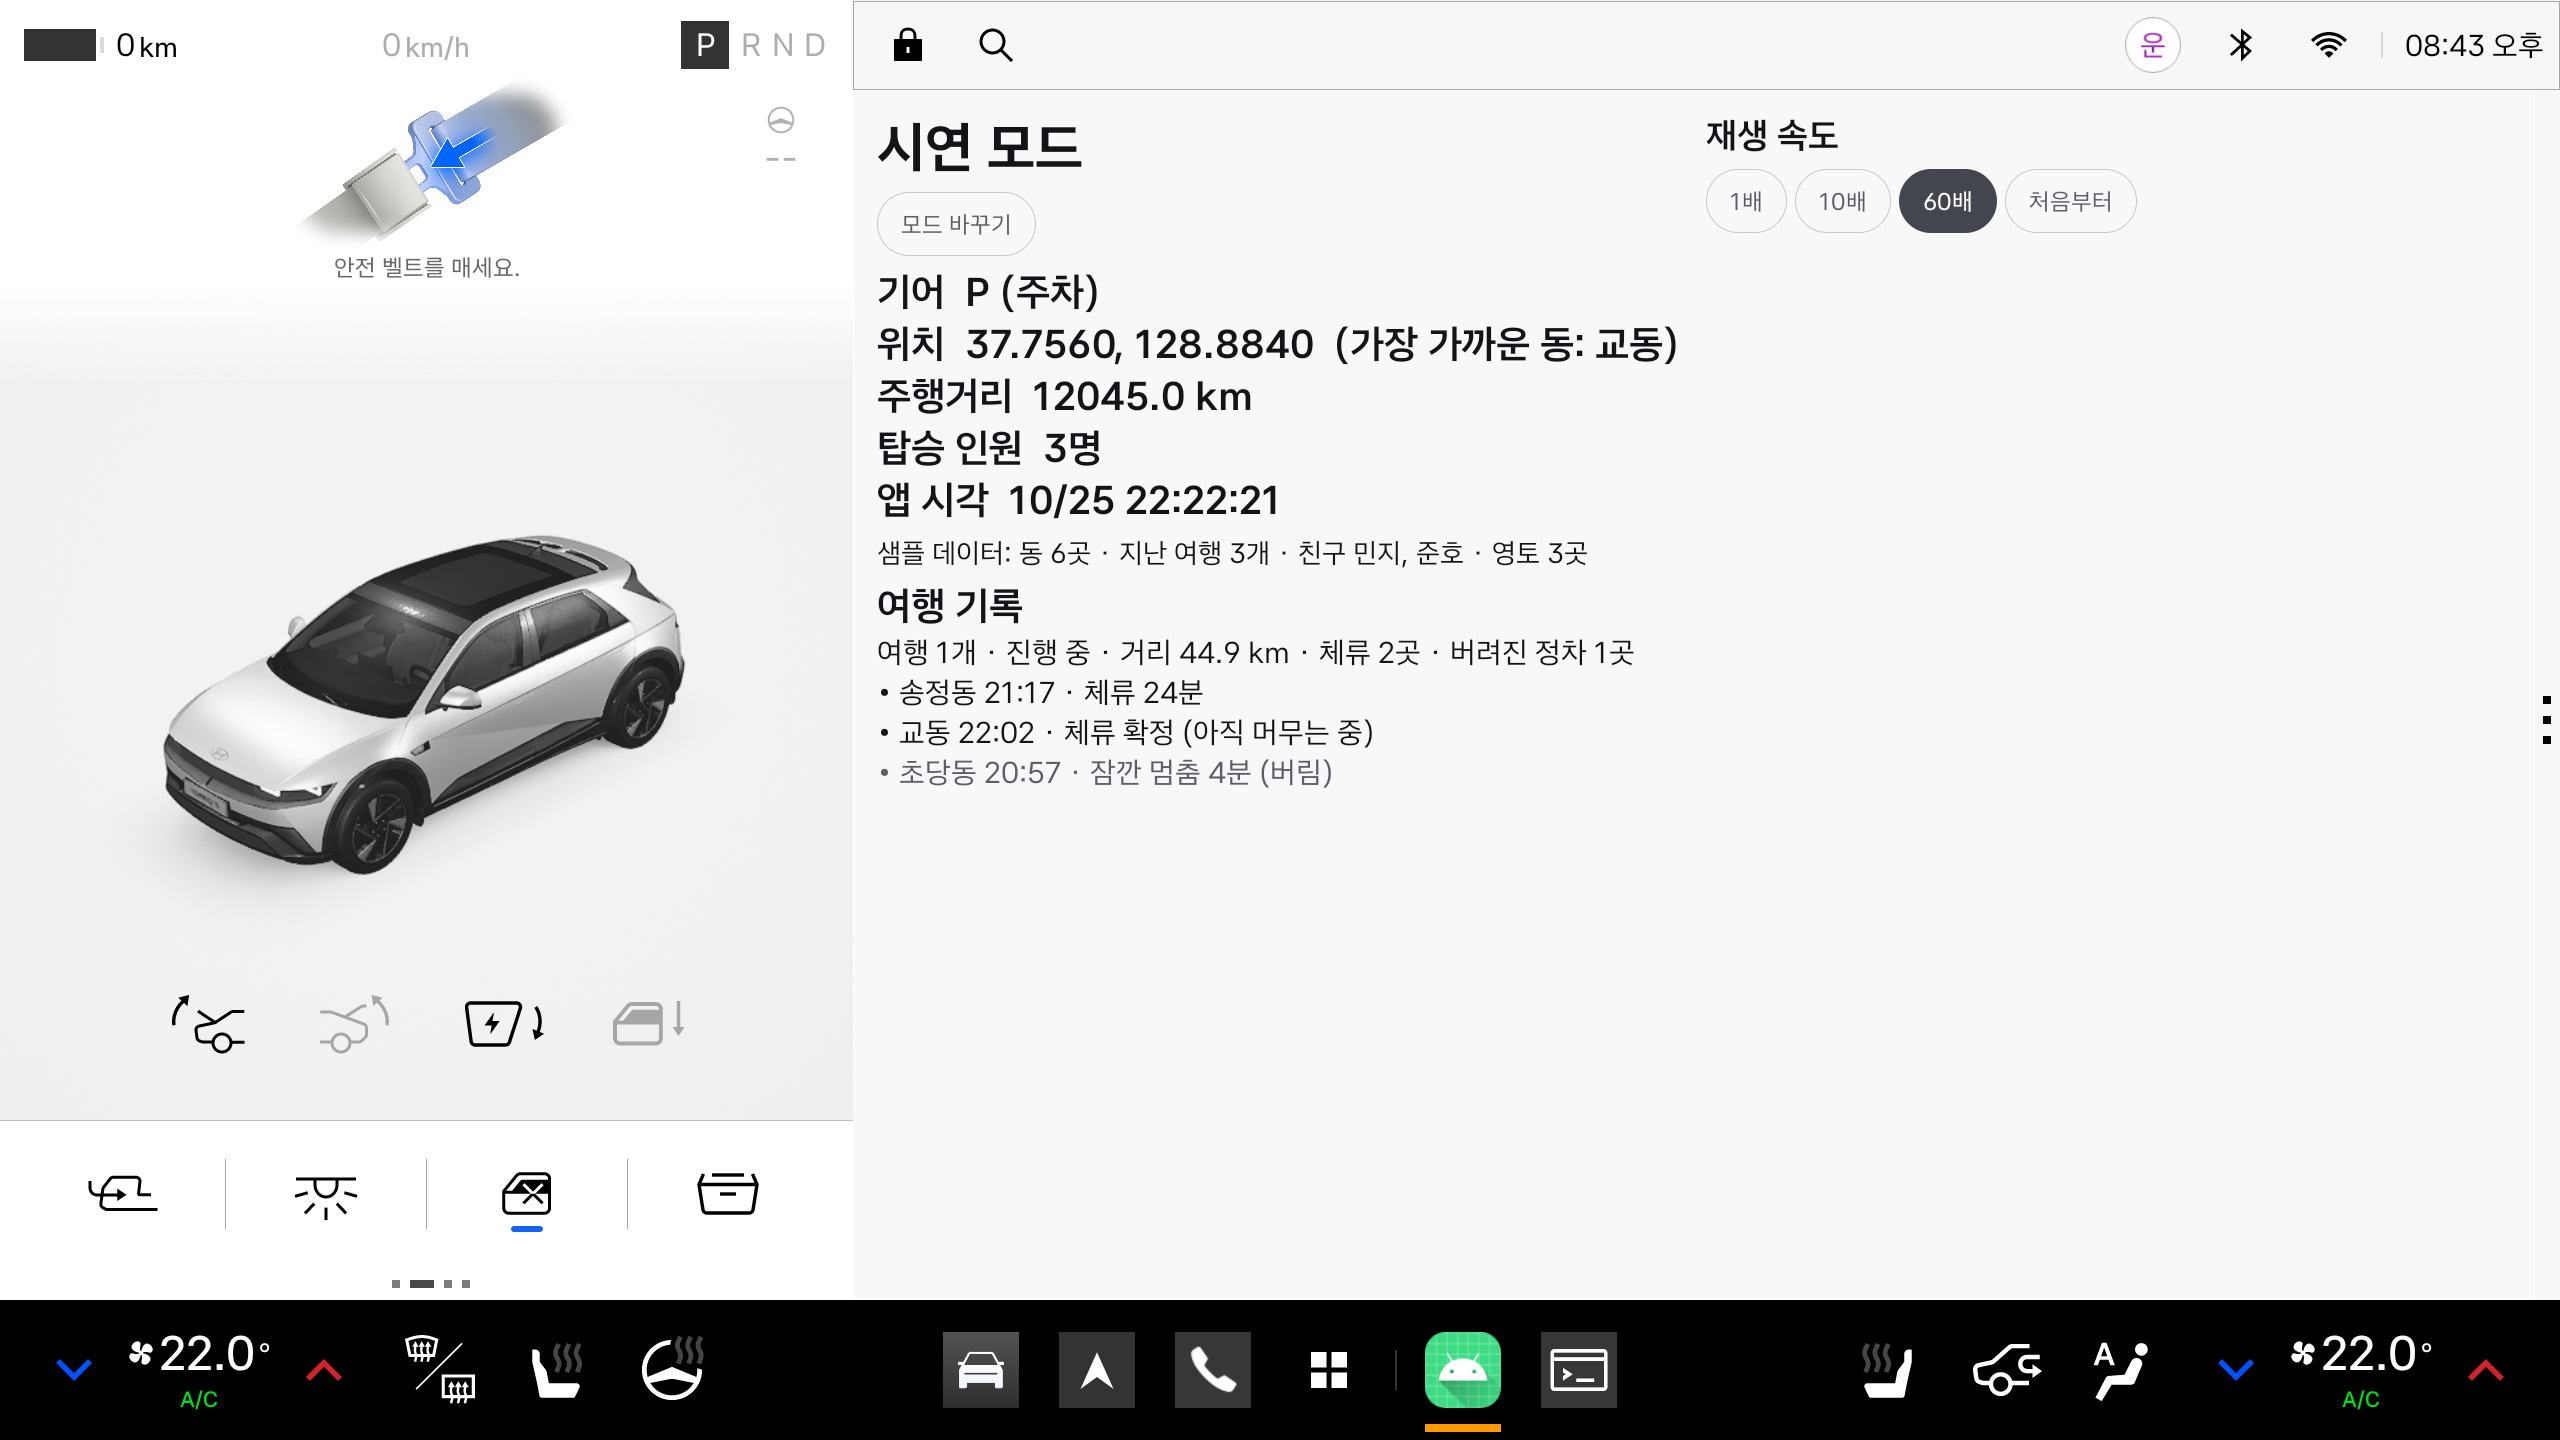 0 km
0 km/h
P R N D
안전 벨트를 매세요.
운
08:43 오후
시연 모드
모드 바꾸기
기어 P (주차)
위치 37.7560, 128.8840 (가장 가까운 동: 교동)
주행거리 12045.0 km
탑승 인원 3명
앱 시각 10/25 22:22:21
샘플 데이터: 동 6곳 · 지난 여행 3개 · 친구 민지, 준호 · 영토 3곳
여행 기록
여행 1개 · 진행 중 · 거리 44.9 km · 체류 2곳 · 버려진 정차 1곳
• 송정동 21:17 · 체류 24분
• 교동 22:02 · 체류 확정 (아직 머무는 중)
• 초당동 20:57 · 잠깐 멈춤 4분 (버림)
재생 속도
1배 10배 60배 처음부터
22.0°
A/C
A
22.0°
A/C